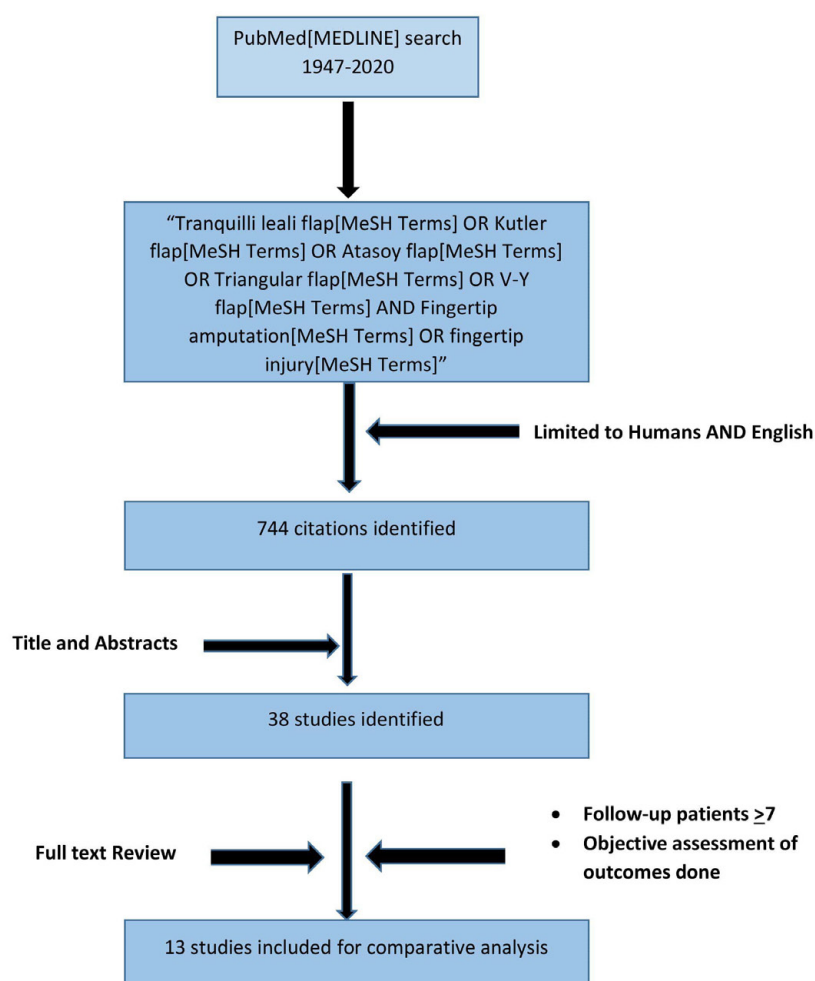 PubMed[MEDLINE] search
1947-2020
“Tranquilli leali flap[MeSH Terms] OR Kutler
flap[MeSH Terms] OR Atasoy flap[MeSH Terms]
OR Triangular flap[MeSH Terms] OR V-Y
flap[MeSH Terms] AND Fingertip
amputation[MeSH Terms] OR fingertip
injury[MeSH Terms]”
Limited to Humans AND English
744 citations identified
Title and Abstracts
38 studies identified
Full text Review
• Follow-up patients ≥7
• Objective assessment of
outcomes done
13 studies included for comparative analysis